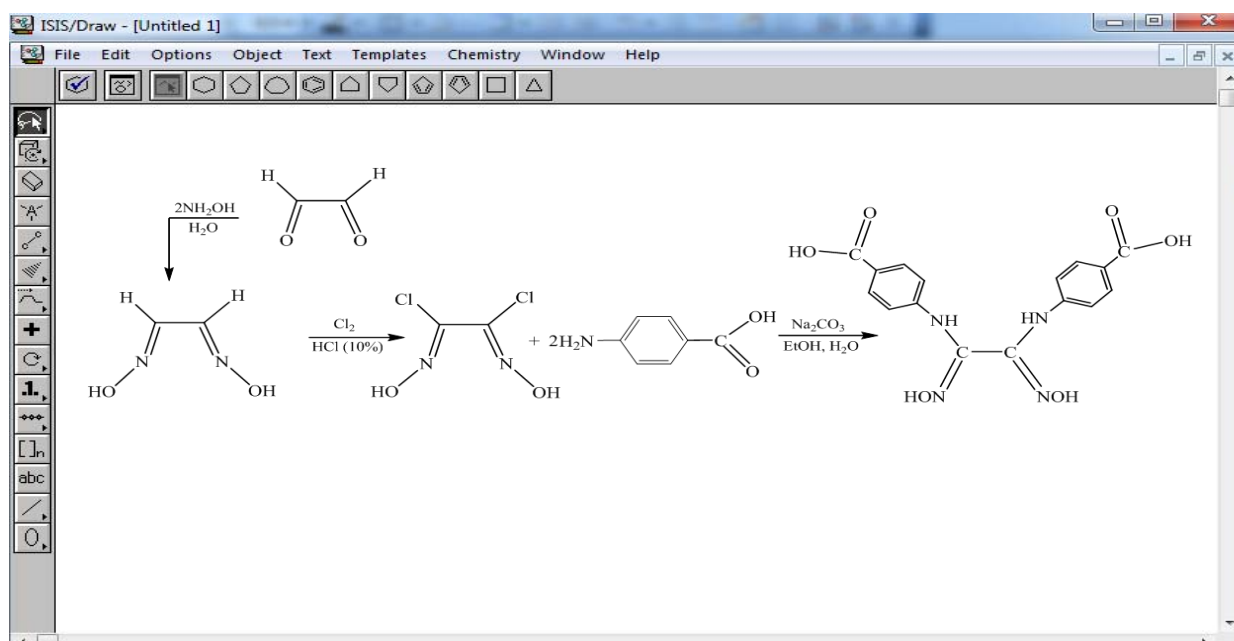 ISIS/Draw - [Untitled 1]
File Edit Options Object Text Templates Chemistry Window Help
A
.1.
[ ]n
abc
H H
O O
2NH₂OH
H₂O
H H
N N
HO OH
Cl₂
HCl (10%)
Cl Cl
N N
HO OH
+ 2H₂N
C
OH
O
Na₂CO₃
EtOH, H₂O
O O
HO C C OH
NH HN
C C
HON NOH